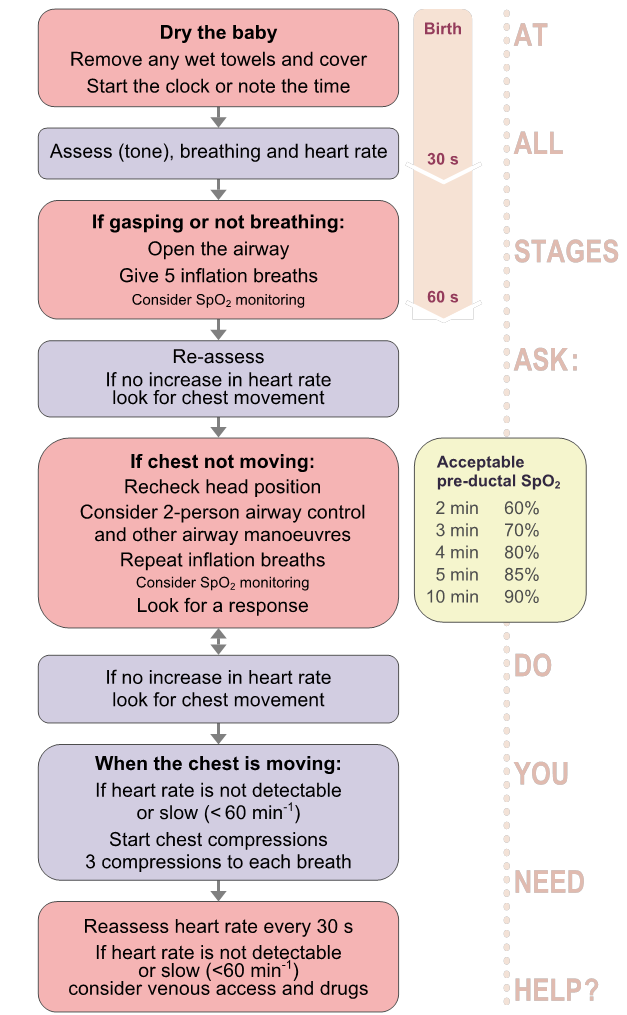 Dry the baby
Remove any wet towels and cover
Start the clock or note the time
Birth
Assess (tone), breathing and heart rate
30 s
If gasping or not breathing:
Open the airway
Give 5 inflation breaths
Consider SpO₂ monitoring
60 s
Re-assess
If no increase in heart rate
look for chest movement
If chest not moving:
Recheck head position
Consider 2-person airway control
and other airway manoeuvres
Repeat inflation breaths
Consider SpO₂ monitoring
Look for a response
Acceptable
pre-ductal SpO₂
2 min 60%
3 min 70%
4 min 80%
5 min 85%
10 min 90%
If no increase in heart rate
look for chest movement
When the chest is moving:
If heart rate is not detectable
or slow (< 60 min⁻¹)
Start chest compressions
3 compressions to each breath
Reassess heart rate every 30 s
If heart rate is not detectable
or slow (<60 min⁻¹)
consider venous access and drugs
AT
ALL
STAGES
ASK:
DO
YOU
NEED
HELP?